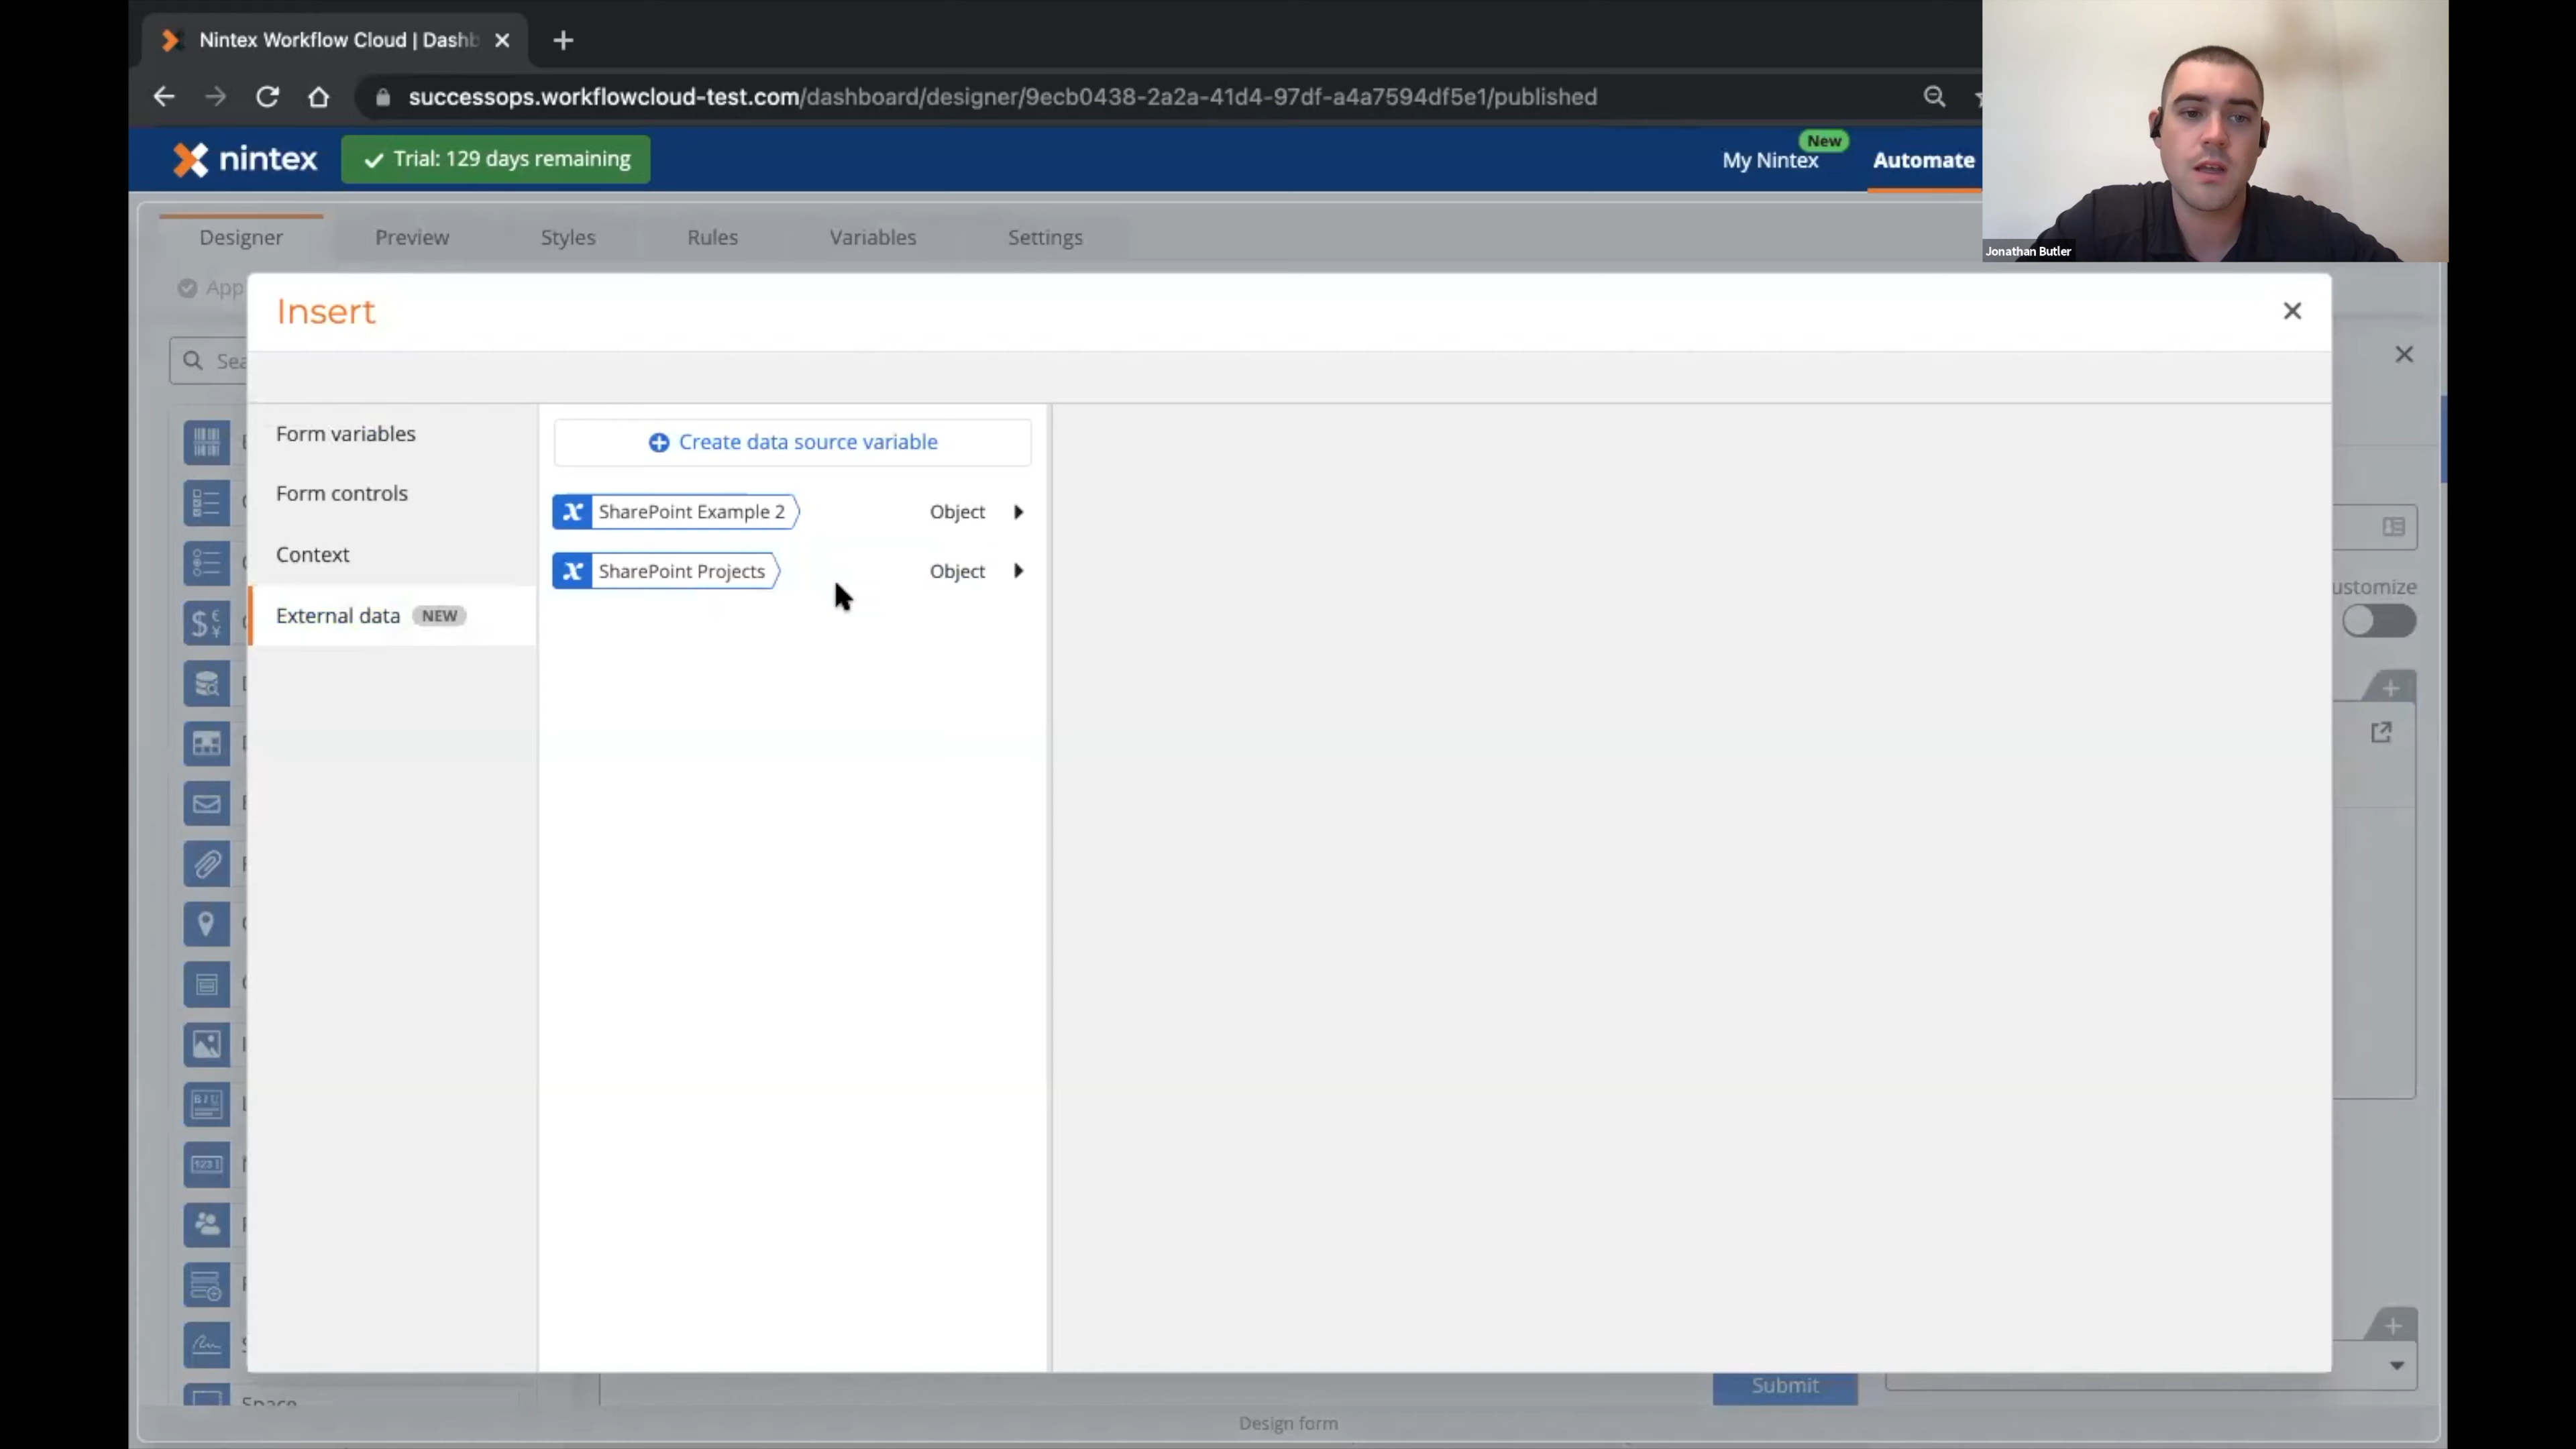 Nintex Workflow Cloud | Dashb
successops.workflowcloud-test.com/dashboard/designer/9ecb0438-2a2a-41d4-97df-a4a7594df5e1/published
nintex
Trial: 129 days remaining
My Nintex
New
Automate
Jonathan Butler
Designer
Preview
Styles
Rules
Variables
Settings
App
Insert
Sea
Form variables
Form controls
Context
External data NEW
Create data source variable
SharePoint Example 2 Object
SharePoint Projects Object
ustomize
Submit
Space
Design form